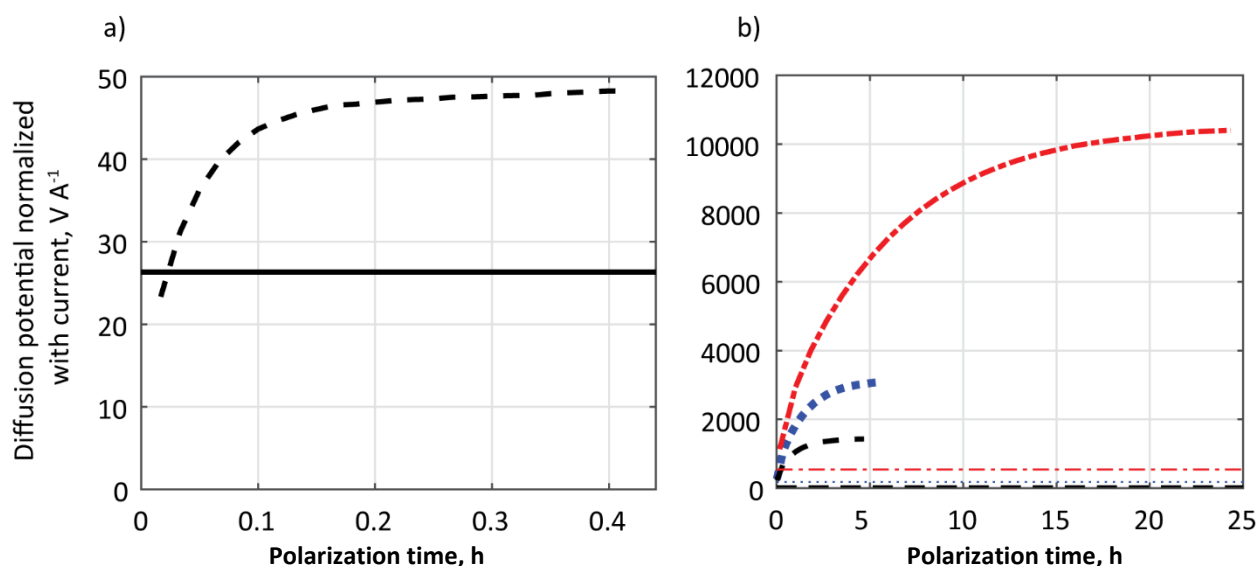 a)
Diffusion potential normalized
with current, V A⁻¹
50
40
30
20
10
0
0 0.1 0.2 0.3 0.4
Polarization time, h
b)
12000
10000
8000
6000
4000
2000
0
0 5 10 15 20 25
Polarization time, h